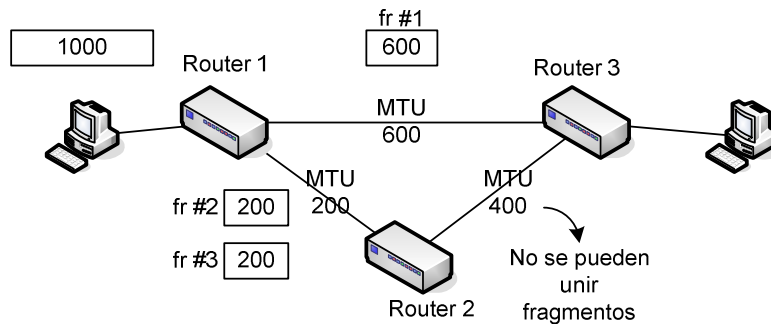 fr #1
1000
600
Router 1
Router 3
MTU
600
MTU
200
MTU
400
fr #2
200
fr #3
200
No se pueden
unir
fragmentos
Router 2